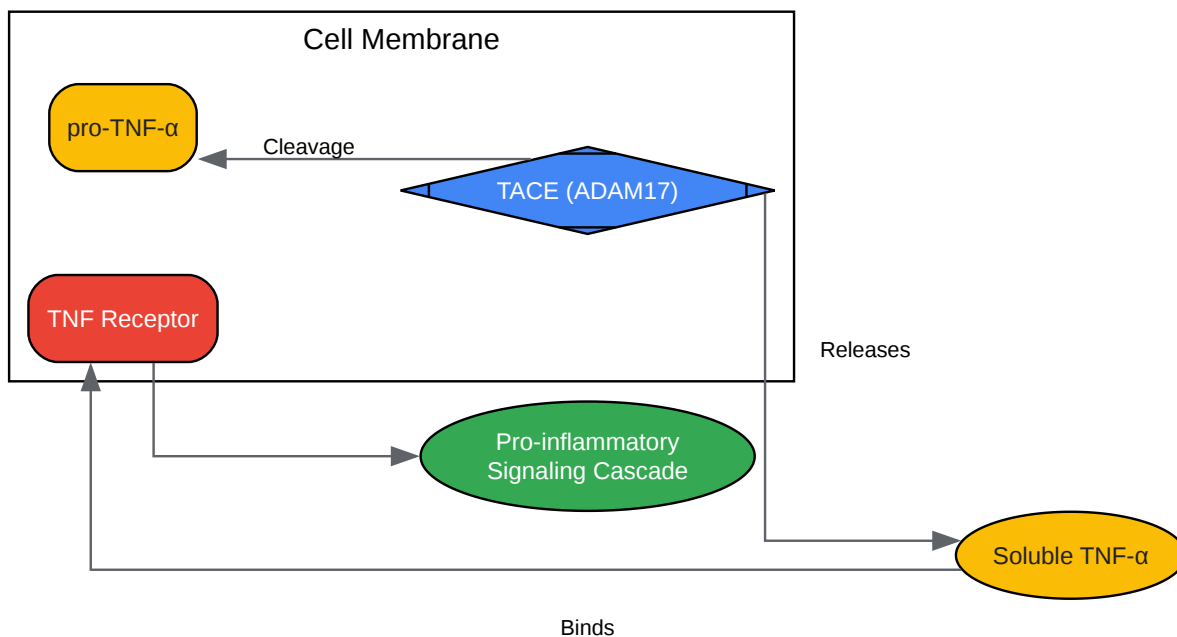 Cell Membrane
pro-TNF-α
Cleavage
TACE (ADAM17)
TNF Receptor
Releases
Pro-inflammatory
Signaling Cascade
Soluble TNF-α
Binds